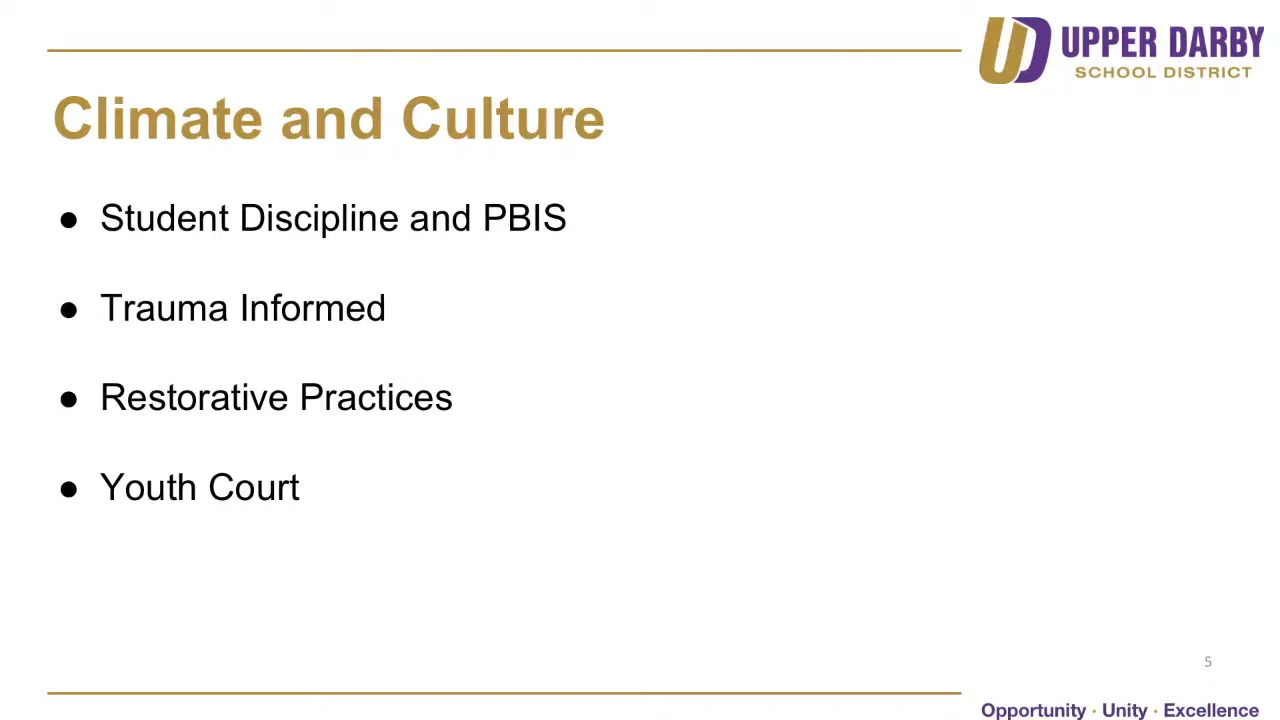 UD UPPER DARBY
SCHOOL DISTRICT
Climate and Culture
● Student Discipline and PBIS
● Trauma Informed
● Restorative Practices
● Youth Court
5
Opportunity · Unity · Excellence